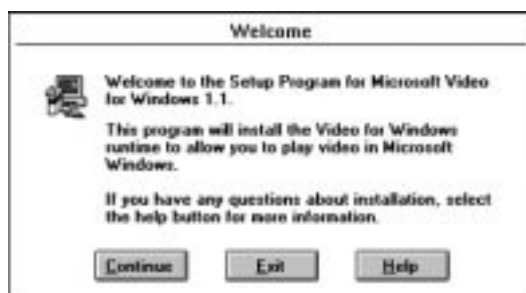 Welcome
Welcome to the Setup Program for Microsoft Video
for Windows 1.1.
This program will install the Video for Windows
runtime to allow you to play video in Microsoft
Windows.
If you have any questions about installation, select
the help button for more information.
Continue Exit Help